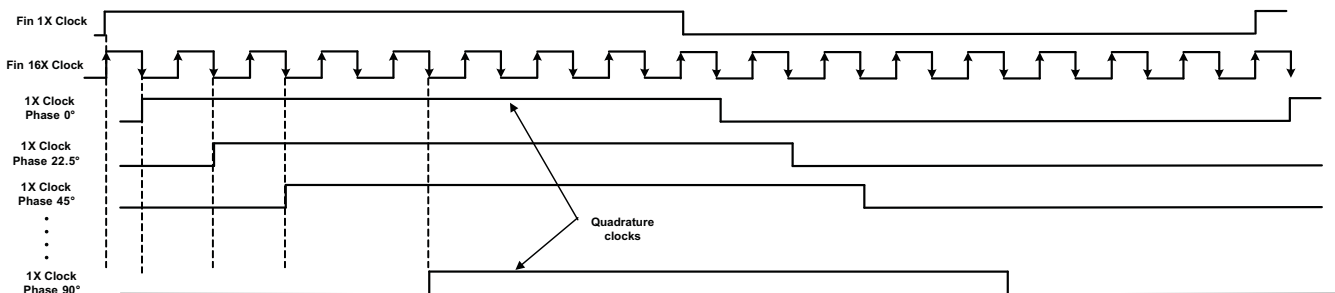 Fin 1X Clock
Fin 16X Clock
1X Clock
Phase 0°
1X Clock
Phase 22.5°
1X Clock
Phase 45°
Quadrature
clocks
1X Clock
Phase 90°